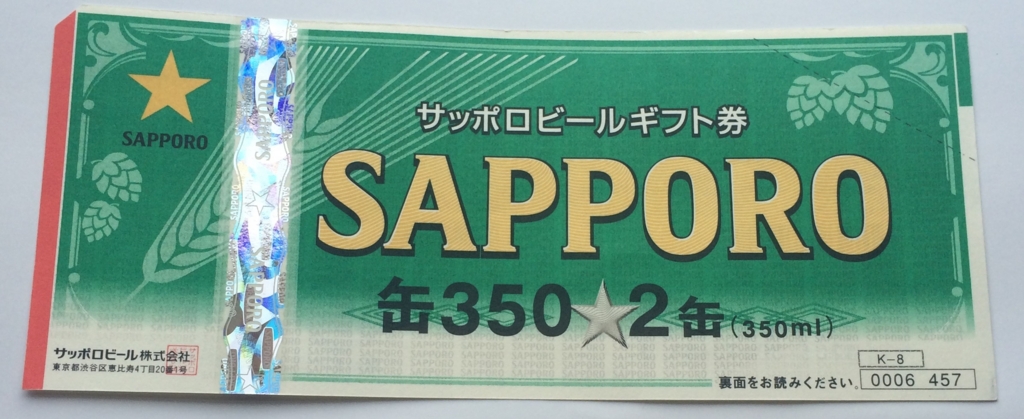 SAPPORO
サッポロビールギフト券
SAPPORO
缶350★2缶(350ml)
サッポロビール株式会社
東京都渋谷区恵比寿4丁目20番1号
K-8
裏面をお読みください。
0006 457
SAPPORO
SAPPORO